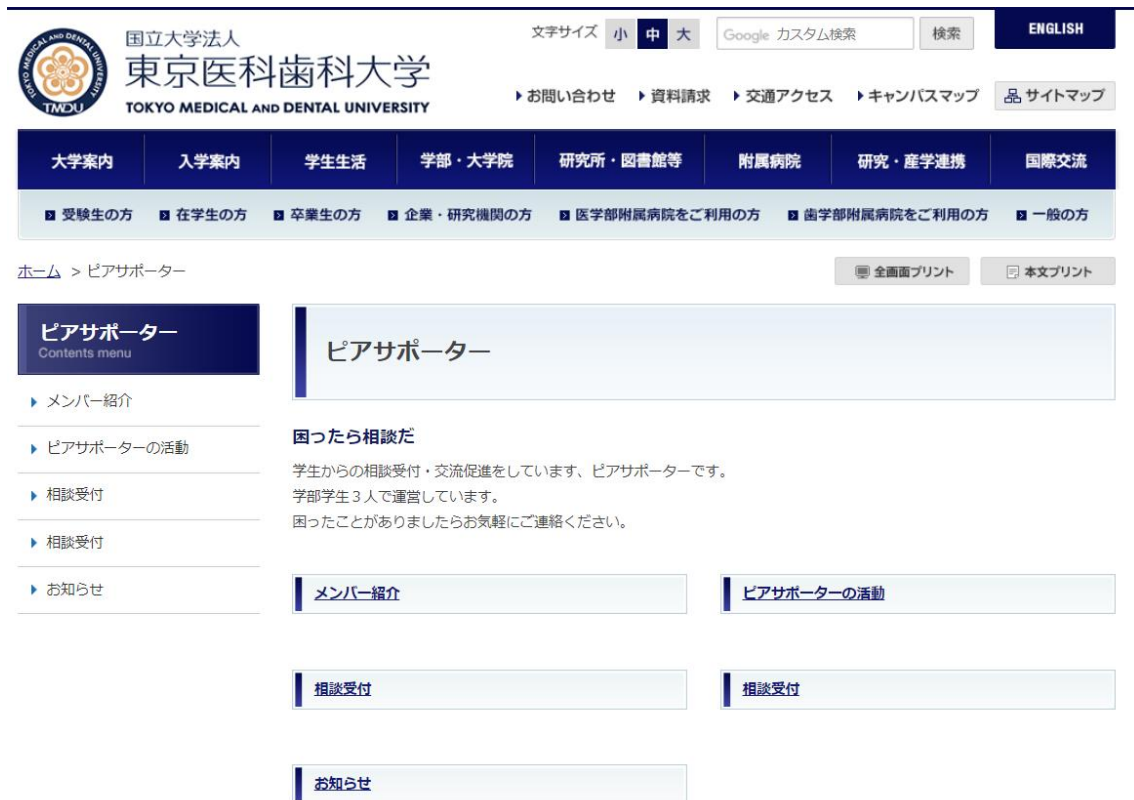 文字サイズ 小 中 大 Google カスタム検索 検索 ENGLISH
TOKYO MEDICAL AND DENTAL UNIVERSITY
TMDU
国立大学法人
東京医科歯科大学
TOKYO MEDICAL AND DENTAL UNIVERSITY
お問い合わせ 資料請求 交通アクセス キャンパスマップ サイトマップ
大学案内 入学案内 学生生活 学部・大学院 研究所・図書館等 附属病院 研究・産学連携 国際交流
受験生の方 在学生の方 卒業生の方 企業・研究機関の方 医学部附属病院をご利用の方 歯学部附属病院をご利用の方 一般の方
ホーム > ピアサポーター 全画面プリント 本文プリント
ピアサポーター
Contents menu
メンバー紹介
ピアサポーターの活動
相談受付
相談受付
お知らせ
ピアサポーター
困ったら相談だ
学生からの相談受付・交流促進をしています、ピアサポーターです。
学部学生３人で運営しています。
困ったことがありましたらお気軽にご連絡ください。
メンバー紹介 ピアサポーターの活動
相談受付 相談受付
お知らせ